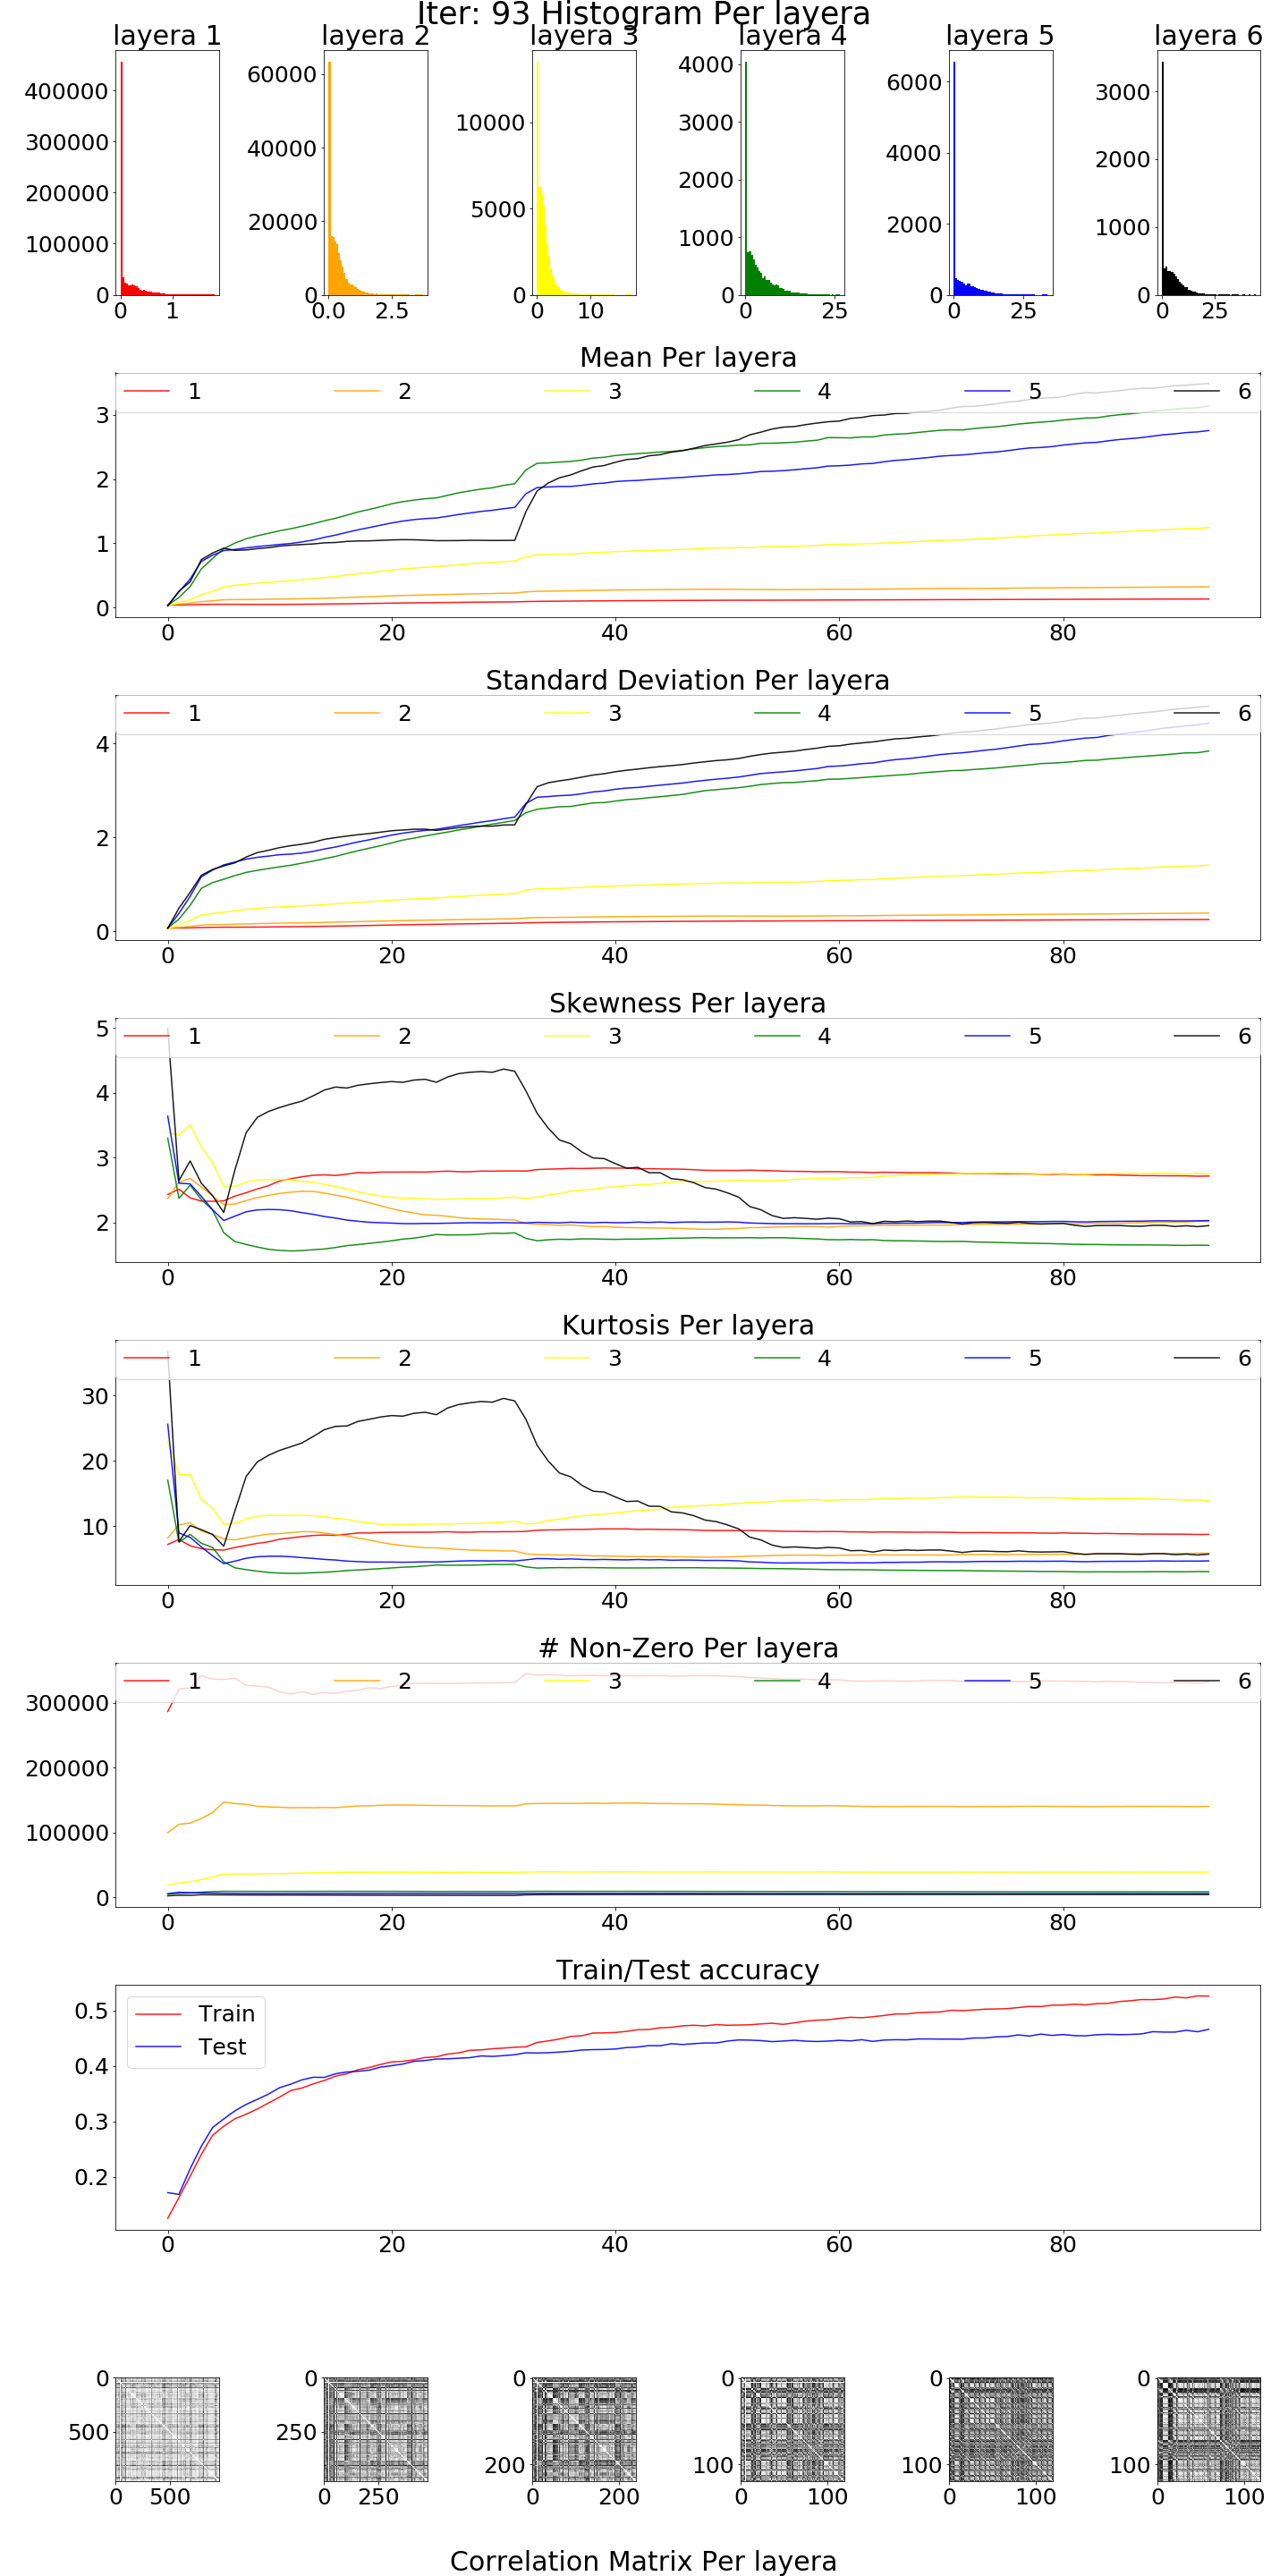 Iter: 93 Histogram Per layera
layera 1 layera 2 layera 3 layera 4 layera 5 layera 6
400000 300000 200000 100000 0
0 1
60000 40000 20000 0
0.0 2.5
10000 5000 0
0 10
4000 3000 2000 1000 0
0 25
6000 4000 2000 0
0 25
3000 2000 1000 0
0 25
Mean Per layera
1 2 3 4 5 6
3
2
1
0
0 20 40 60 80
Standard Deviation Per layera
1 2 3 4 5 6
4
2
0
0 20 40 60 80
Skewness Per layera
1 2 3 4 5 6
5
4
3
2
0 20 40 60 80
Kurtosis Per layera
1 2 3 4 5 6
30
20
10
0 20 40 60 80
# Non-Zero Per layera
1 2 3 4 5 6
300000
200000
100000
0
0 20 40 60 80
Train/Test accuracy
Train
Test
0.5
0.4
0.3
0.2
0 20 40 60 80
0 500
0 500
0 250
0 250
0 200
0 200
0 100
0 100
0 100
0 100
0 100
0 100
Correlation Matrix Per layera